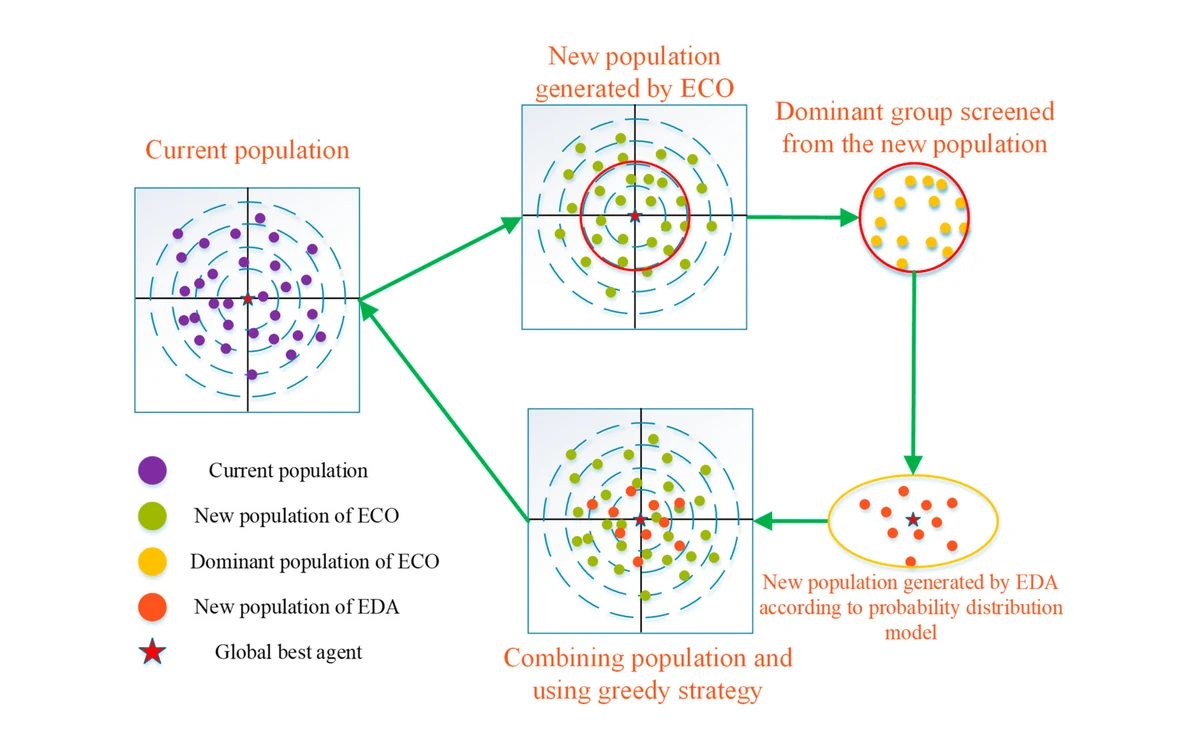 New population
generated by ECO
Dominant group screened
from the new population
Current population
Current population
New population of ECO
Dominant population of ECO
New population of EDA
Global best agent
New population generated by EDA
according to probability distribution
model
Combining population and
using greedy strategy